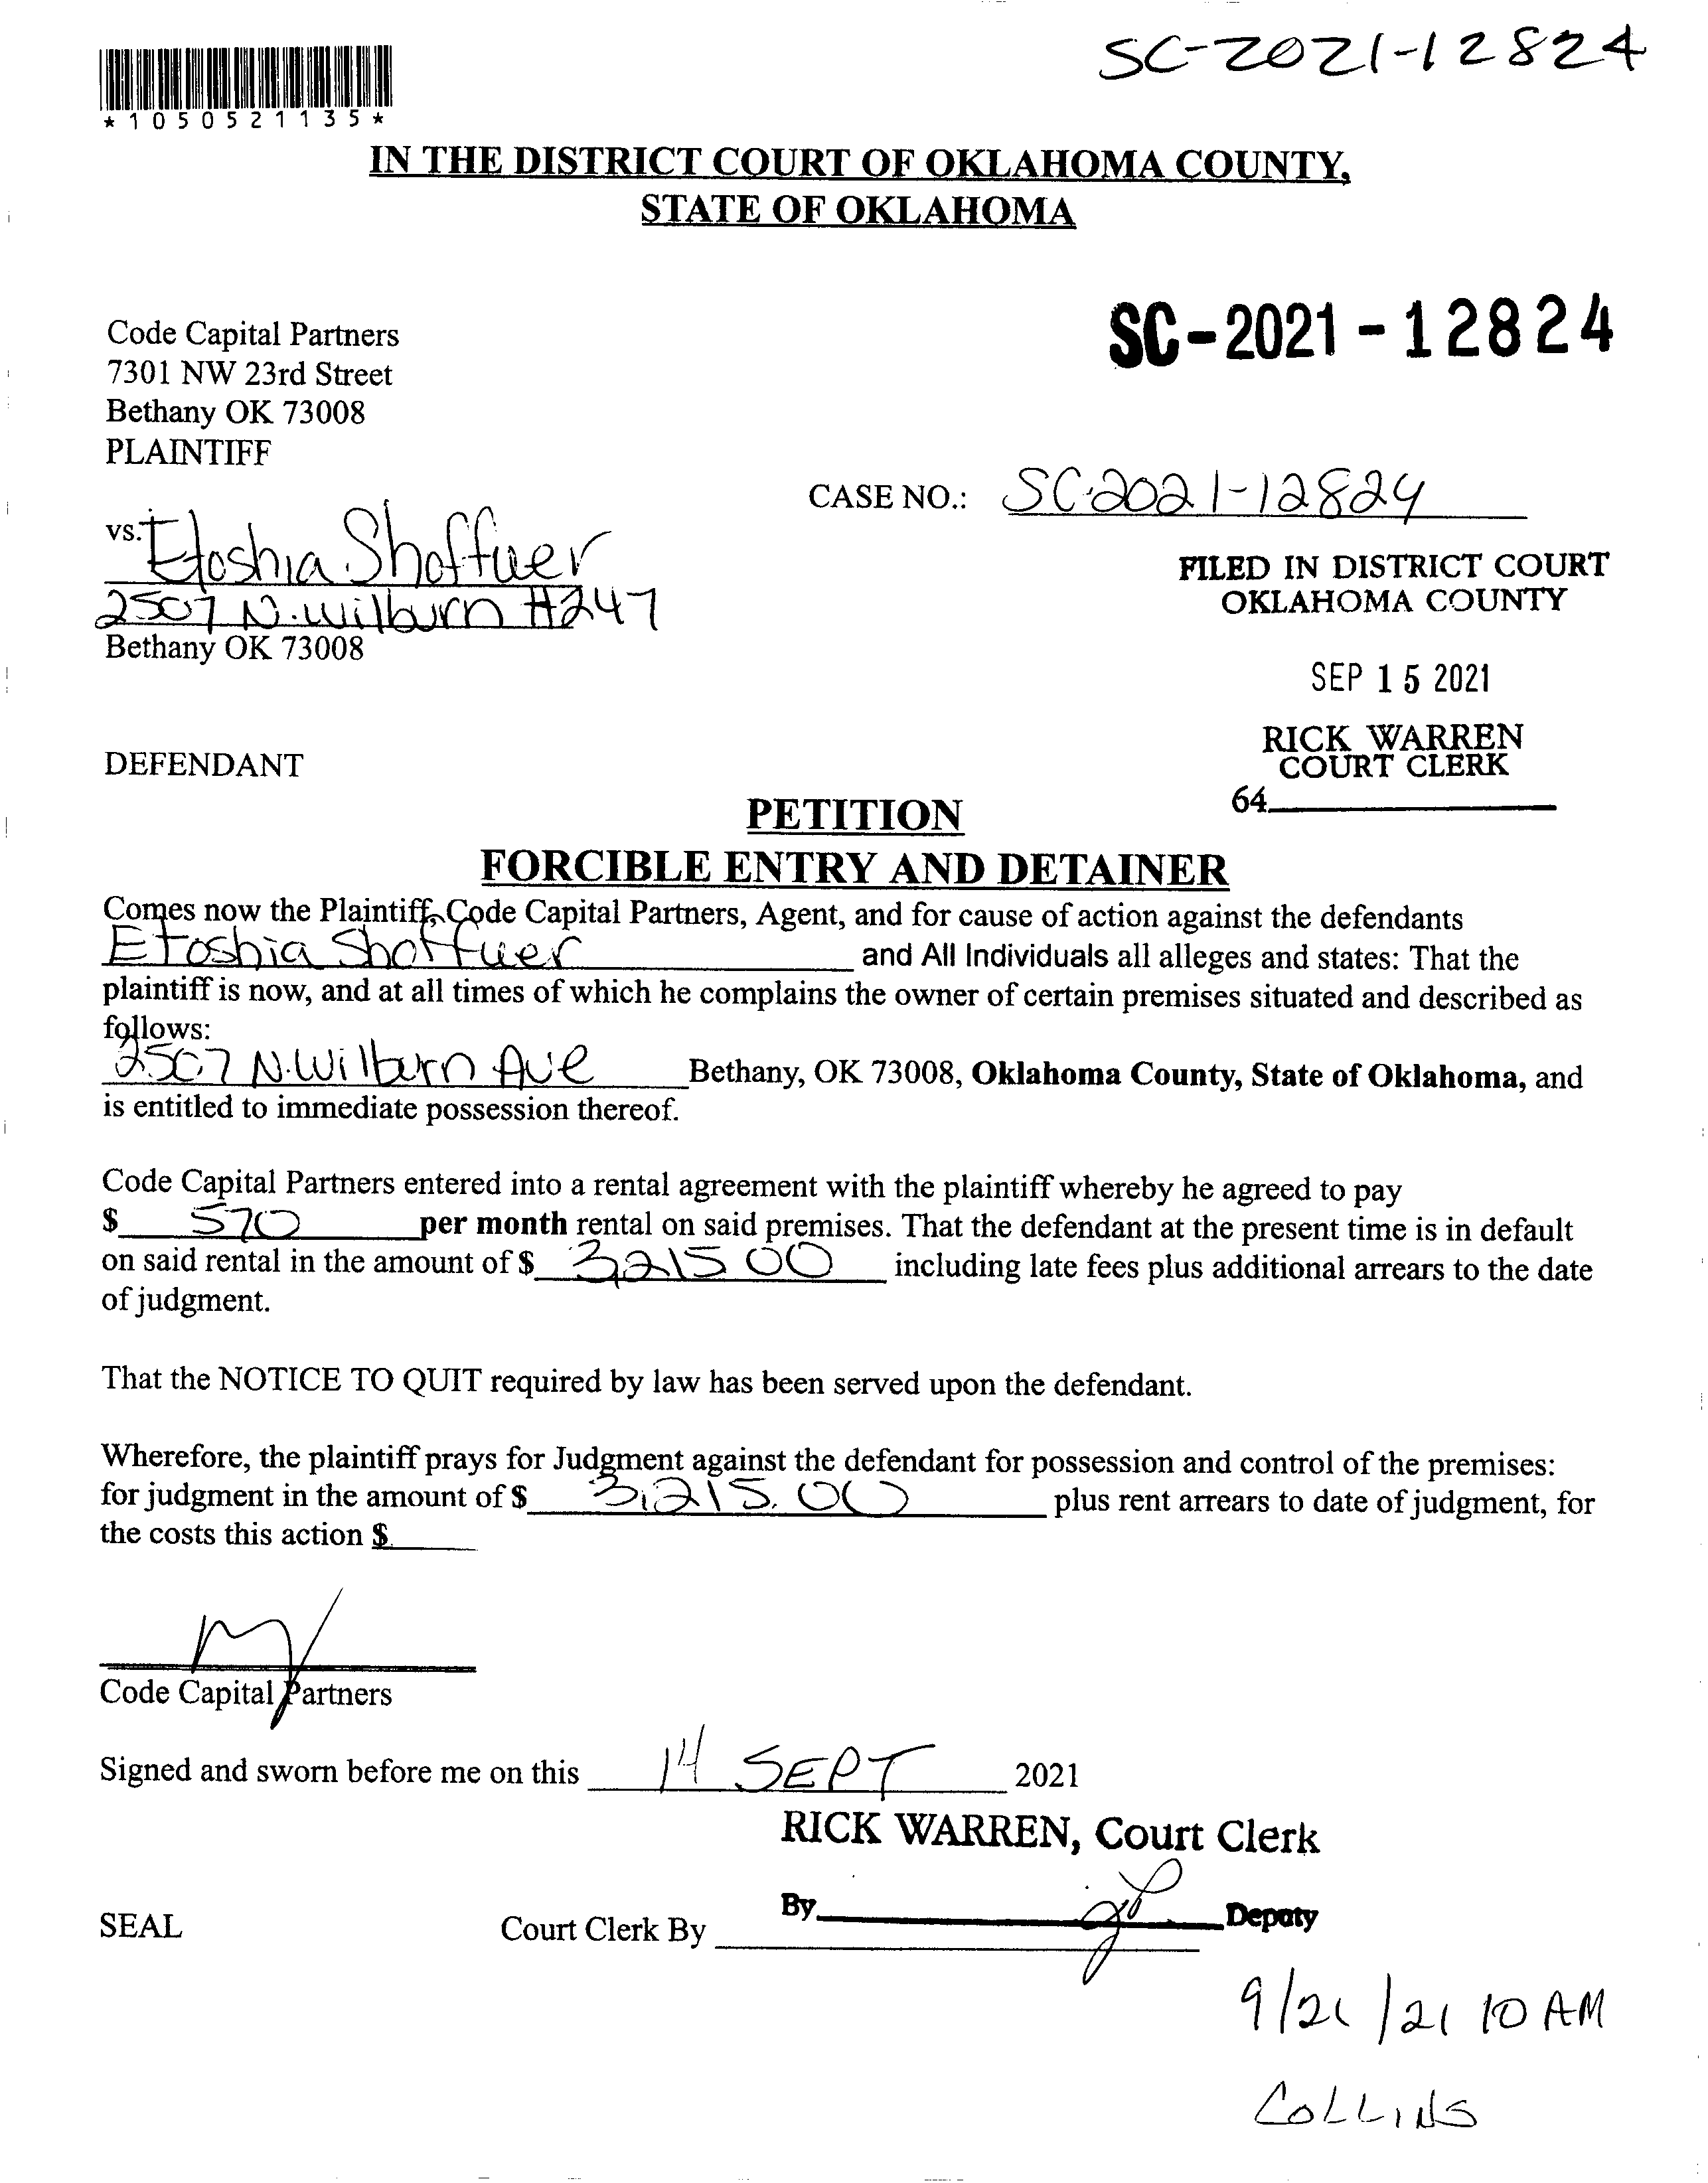 SC-2021-12824
*1050521135*
IN THE DISTRICT COURT OF OKLAHOMA COUNTY,
STATE OF OKLAHOMA
Code Capital Partners
7301 NW 23rd Street
Bethany OK 73008
PLAINTIFF
SC-2021-12824
CASE NO.: SC-2021-12824
vs. Etoshia Shoffuer
2507 N. Wilburn #247
Bethany OK 73008
FILED IN DISTRICT COURT
OKLAHOMA COUNTY
SEP 15 2021
RICK WARREN
COURT CLERK
64
DEFENDANT
PETITION
FORCIBLE ENTRY AND DETAINER
Comes now the Plaintiff, Code Capital Partners, Agent, and for cause of action against the defendants
Etoshia Shoffuer and All Individuals all alleges and states: That the
plaintiff is now, and at all times of which he complains the owner of certain premises situated and described as
follows:
2507 N. Wilburn Ave Bethany, OK 73008, Oklahoma County, State of Oklahoma, and
is entitled to immediate possession thereof.
Code Capital Partners entered into a rental agreement with the plaintiff whereby he agreed to pay
$ 570 per month rental on said premises. That the defendant at the present time is in default
on said rental in the amount of $ 3,215 00 including late fees plus additional arrears to the date
of judgment.
That the NOTICE TO QUIT required by law has been served upon the defendant.
Wherefore, the plaintiff prays for Judgment against the defendant for possession and control of the premises:
for judgment in the amount of $ 3,215.00 plus rent arrears to date of judgment, for
the costs this action $
Code Capital Partners
Signed and sworn before me on this 14 SEPT 2021
RICK WARREN, Court Clerk
By Deputy
SEAL Court Clerk By
9/21/21 10 AM
COLLINS